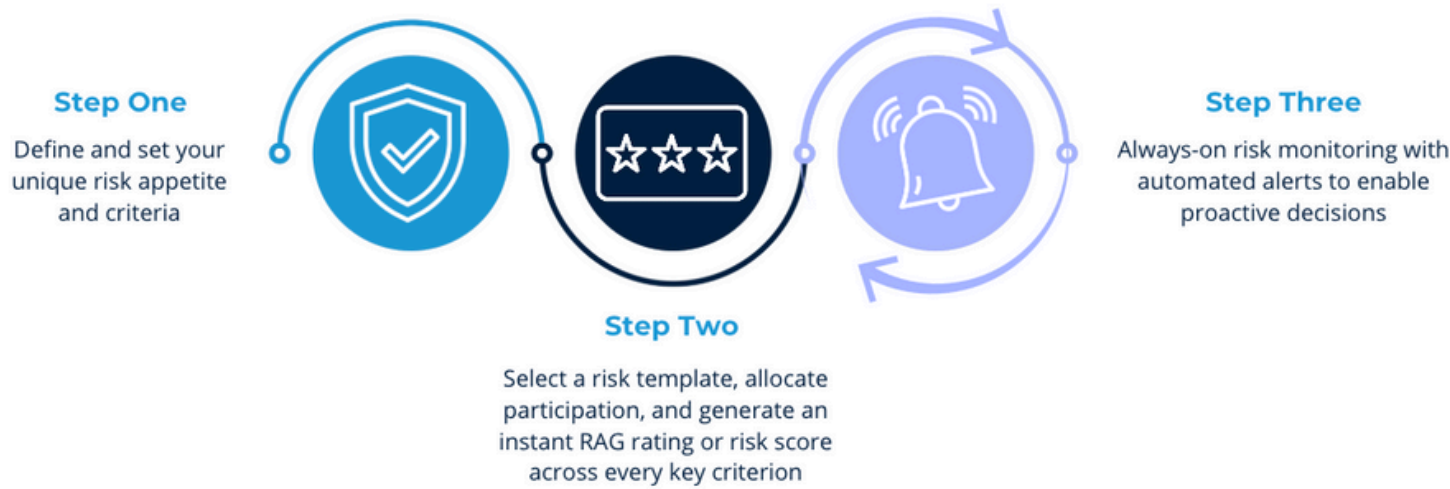 Step One
Define and set your
unique risk appetite
and criteria
Step Two
Select a risk template, allocate
participation, and generate an
instant RAG rating or risk score
across every key criterion
Step Three
Always-on risk monitoring with
automated alerts to enable
proactive decisions